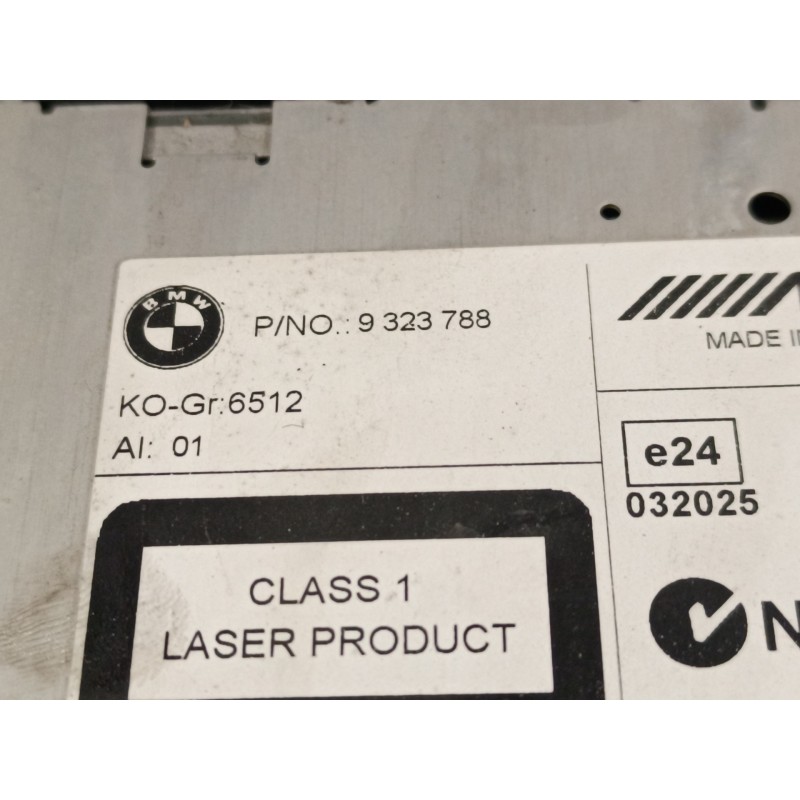 BMW
P/NO.: 9 323 788
KO-Gr:6512
AI: 01
MADE
e24
032025
CLASS 1
LASER PRODUCT
N